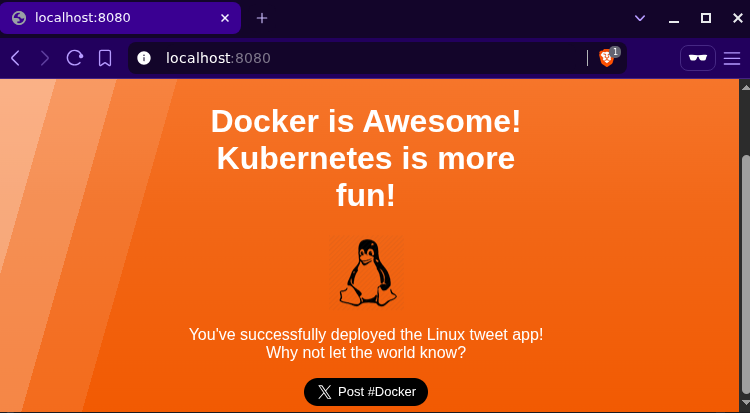 localhost:8080
localhost:8080
1
Docker is Awesome!
Kubernetes is more
fun!
You've successfully deployed the Linux tweet app!
Why not let the world know?
Post #Docker